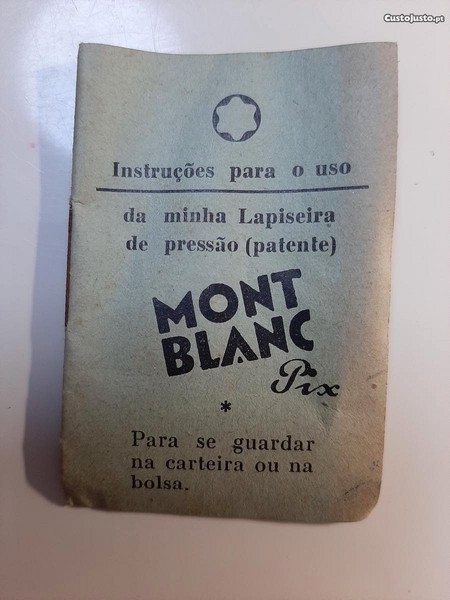 CustoJusto.pt
Instruções para o uso
da minha Lapiseira
de pressão (patente)
MONT
BLANC
Pix
*
Para se guardar
na carteira ou na
bolsa.